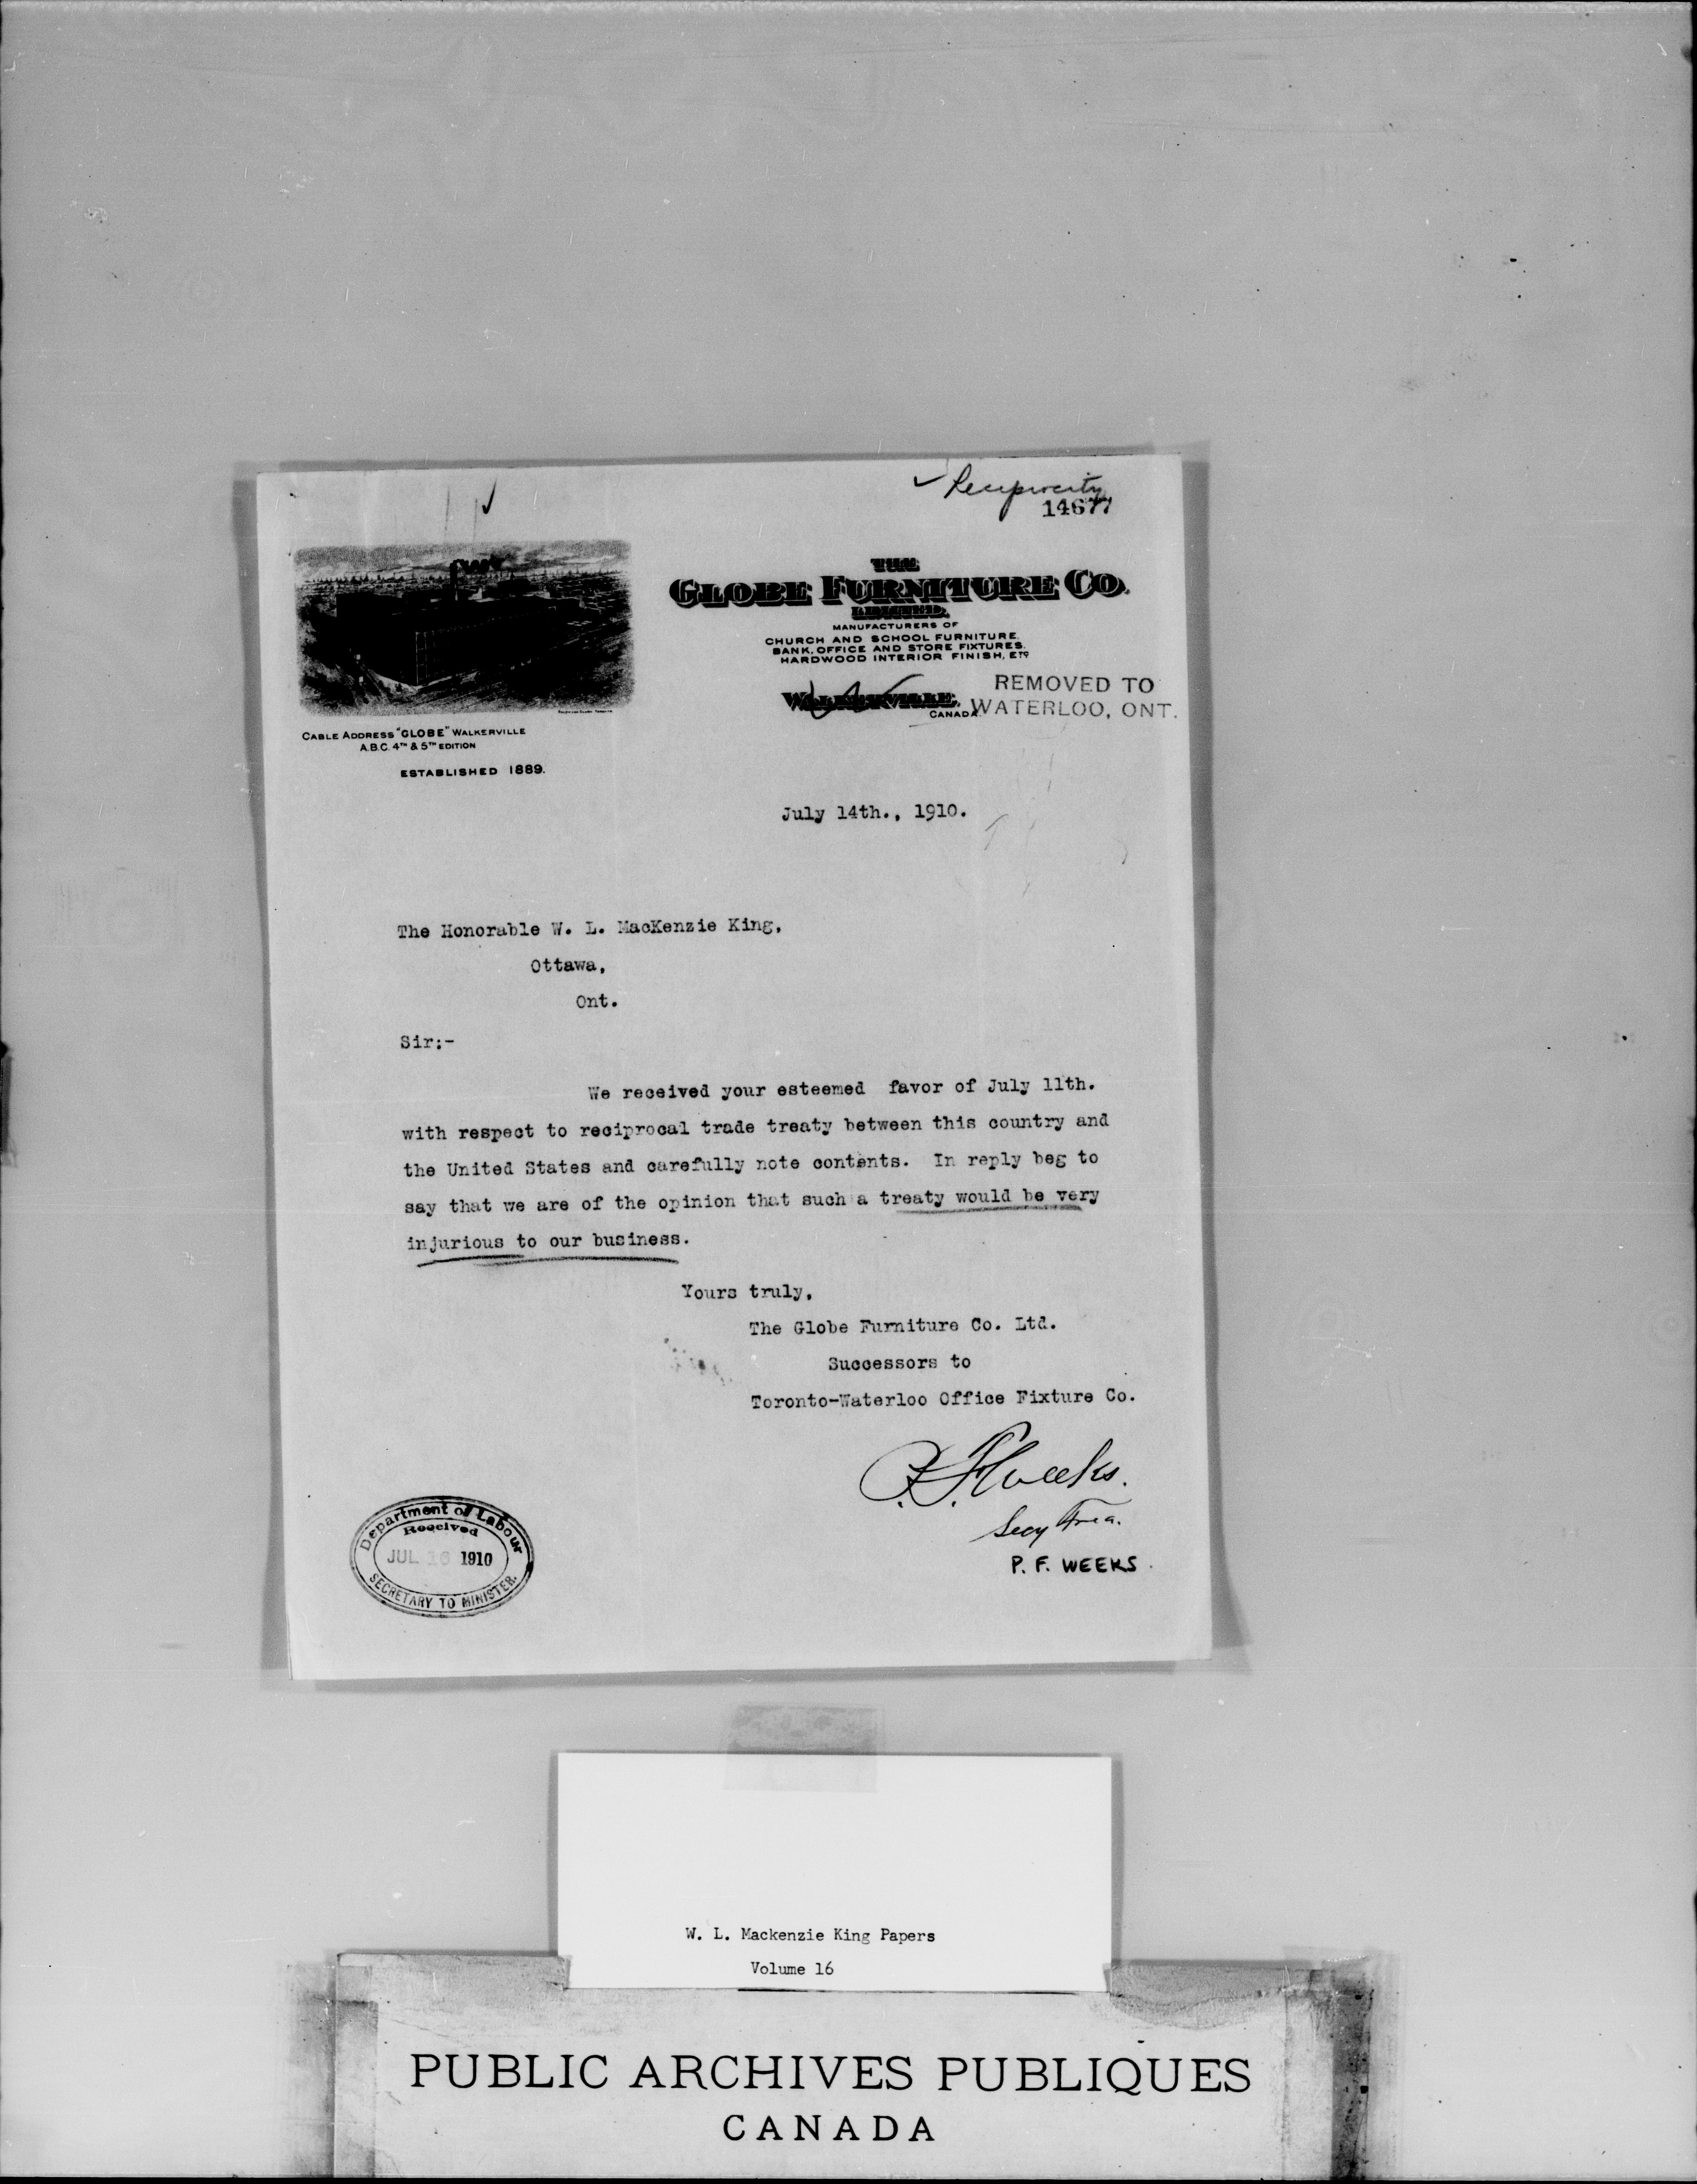 ✓ Reciprocity
14677
THE
GLOBE FURNITURE CO.
LIMITED.
MANUFACTURERS OF
CHURCH AND SCHOOL FURNITURE.
BANK, OFFICE AND STORE FIXTURES.
HARDWOOD INTERIOR FINISH, ETC
WALKERVILLE,
CANADA.
REMOVED TO
WATERLOO, ONT.
CABLE ADDRESS "GLOBE" WALKERVILLE
A.B.C. 4TH & 5TH EDITION
ESTABLISHED 1889.
July 14th., 1910.
The Honorable W. L. MacKenzie King,
Ottawa,
Ont.
Sir:-
We received your esteemed favor of July 11th.
with respect to reciprocal trade treaty between this country and
the United States and carefully note contents. In reply beg to
say that we are of the opinion that such a treaty would be very
injurious to our business.
Yours truly,
The Globe Furniture Co. Ltd.
Successors to
Toronto-Waterloo Office Fixture Co.
P. F. Weeks.
Secy Trea.
P. F. WEEKS.
Department of Labour
Received
JUL 16 1910
SECRETARY TO MINISTER.
W. L. Mackenzie King Papers
Volume 16
PUBLIC ARCHIVES PUBLIQUES
CANADA